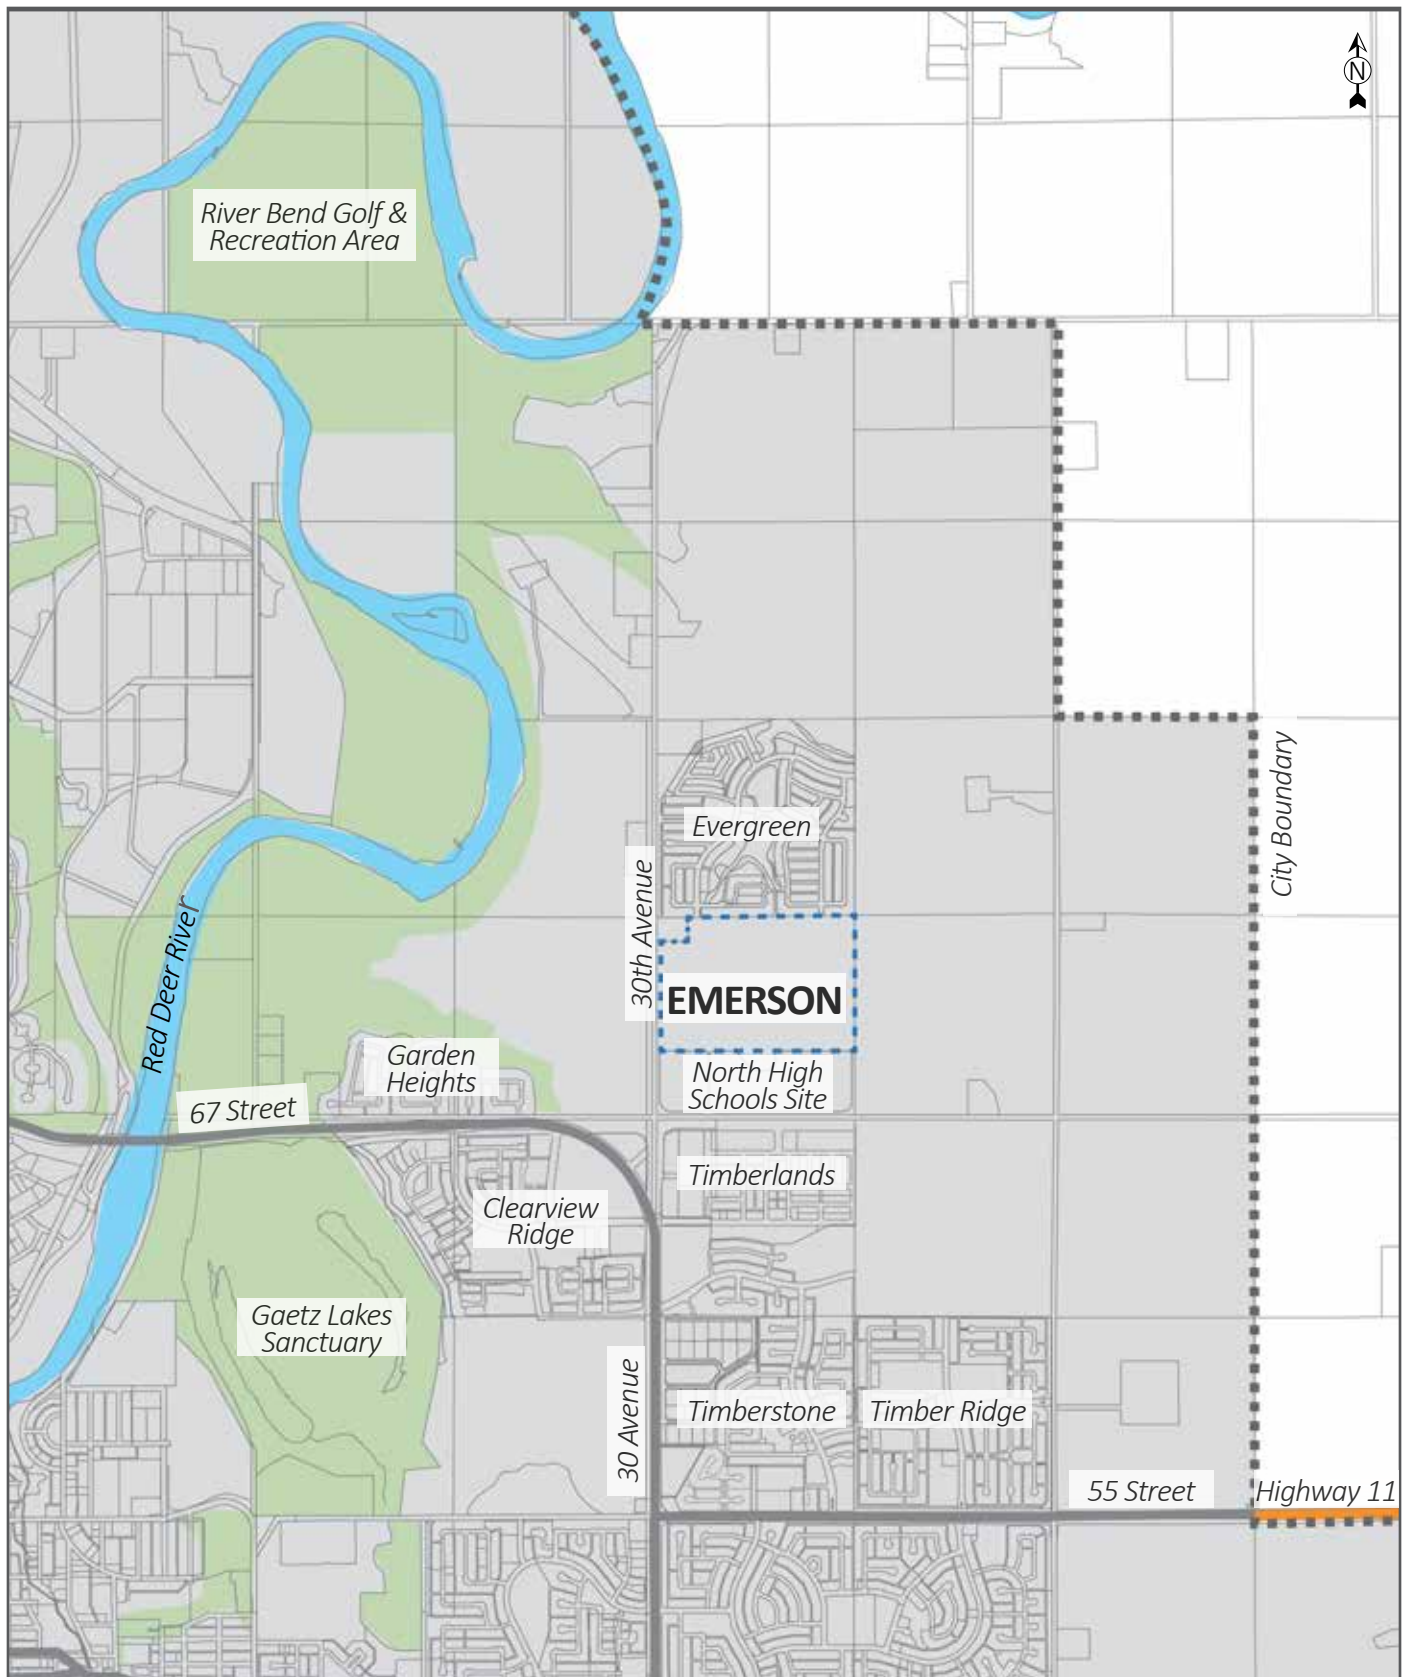 N
River Bend Golf &
Recreation Area
City Boundary
Evergreen
30th Avenue
Red Deer River
EMERSON
Garden
Heights
North High
Schools Site
67 Street
Timberlands
Clearview
Ridge
Gaetz Lakes
Sanctuary
30 Avenue
Timberstone
Timber Ridge
55 Street
Highway 11